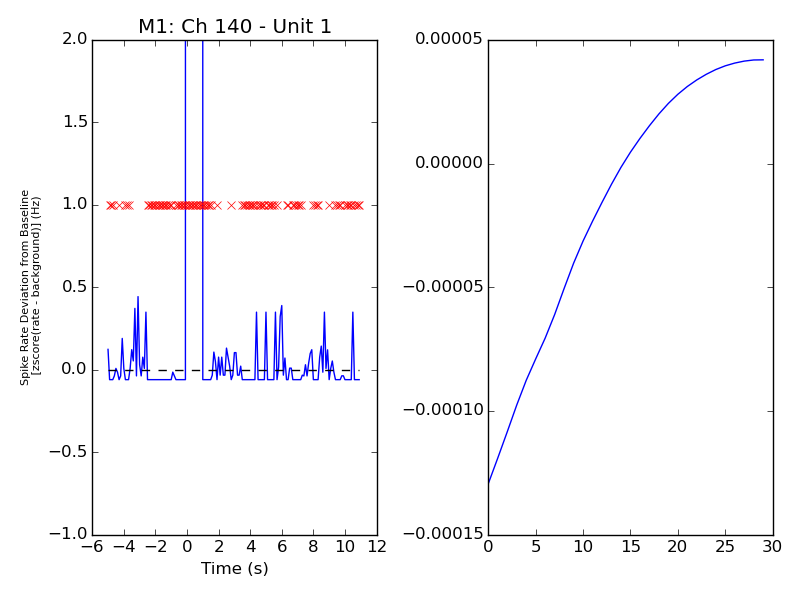 M1: Ch 140 - Unit 1
2.0
1.5
1.0
0.5
0.0
−0.5
−1.0
Spike Rate Deviation from Baseline
[zscore(rate - background)] (Hz)
−6 −4 −2 0 2 4 6 8 10 12
Time (s)
0.00005
0.00000
−0.00005
−0.00010
−0.00015
0 5 10 15 20 25 30